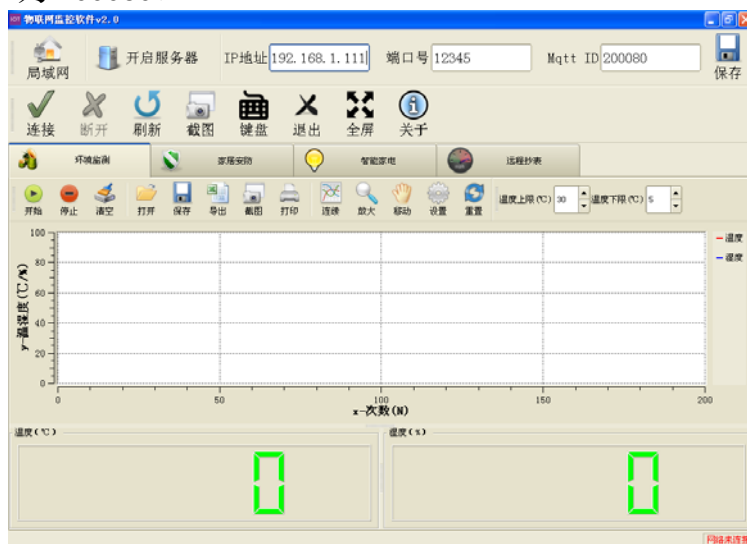 物联网监控软件v2.0
局域网 开启服务器 IP地址 192.168.1.111 端口号 12345 Mqtt ID 200080 保存
连接 断开 刷新 截图 键盘 退出 全屏 关于
环境监测 家居安防 智能家电 远程抄表
开始 停止 清空 打开 保存 导出 截图 打印 连续 放大 移动 设置 重置 温度上限(℃) 30 温度下限(℃) 5
100
80
60
40
20
0
y-温湿度(℃/%)
温度
湿度
0 50 100 150 200
x-次数(N)
温度(℃) 湿度(%)
0 0
网络未连接